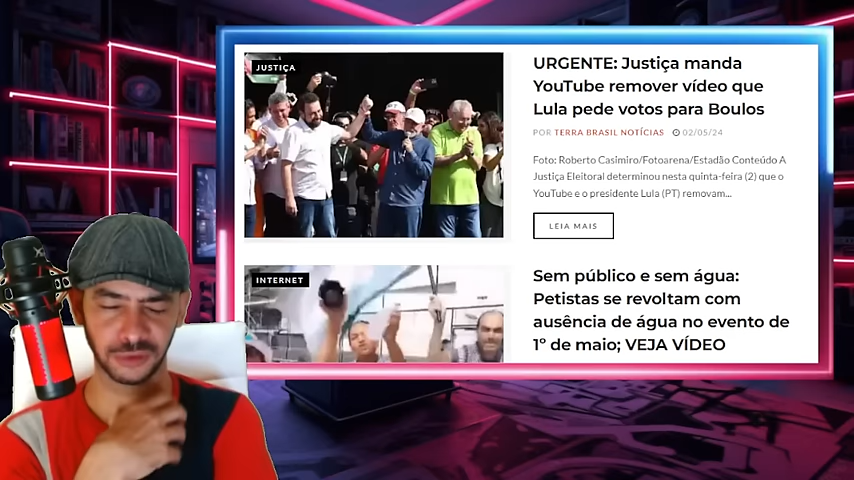 JUSTIÇA
URGENTE: Justiça manda
YouTube remover vídeo que
Lula pede votos para Boulos
POR TERRA BRASIL NOTÍCIAS 02/05/24
Foto: Roberto Casimiro/Fotoarena/Estadão Conteúdo A
Justiça Eleitoral determinou nesta quinta-feira (2) que o
YouTube e o presidente Lula (PT) removam...
LEIA MAIS
INTERNET
Sem público e sem água:
Petistas se revoltam com
ausência de água no evento de
1º de maio; VEJA VÍDEO